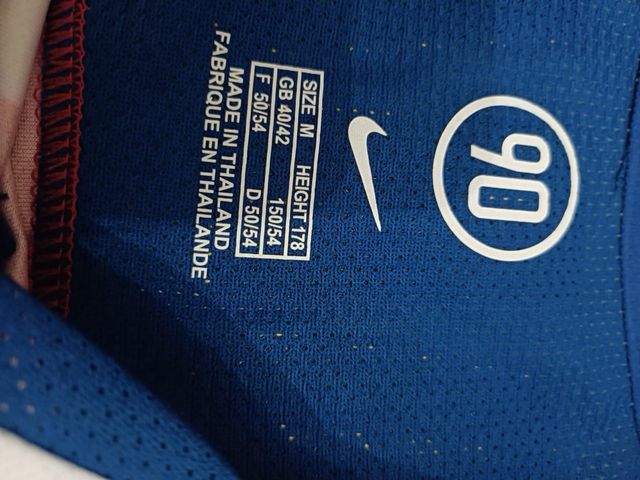 90
SIZE M HEIGHT 178
GB 40/42 150/54
F 50/54 D 50/54
MADE IN THAILAND
FABRIQUE EN THAILANDE